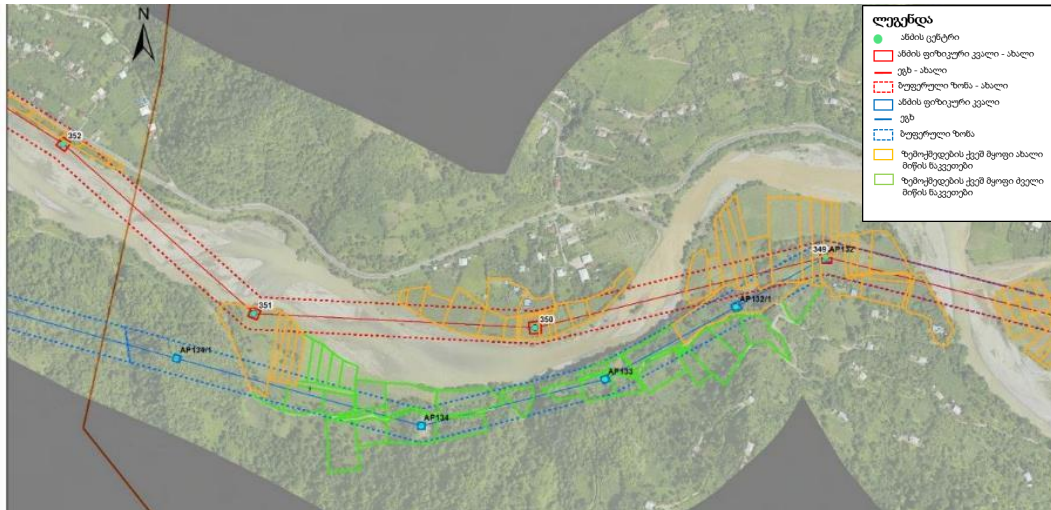 N
352
351
350
349
AP132
AP132/1
AP133
AP134
AP134/1
ლეგენდა
ანძის ცენტრი
ანძის ფიზიკური კვალი - ახალი
ეგხ - ახალი
ბუფერული ზონა - ახალი
ანძის ფიზიკური კვალი
ეგხ
ბუფერული ზონა
ზემოქმედების ქვეშ მყოფი ახალი
მიწის ნაკვეთები
ზემოქმედების ქვეშ მყოფი ძველი
მიწის ნაკვეთები